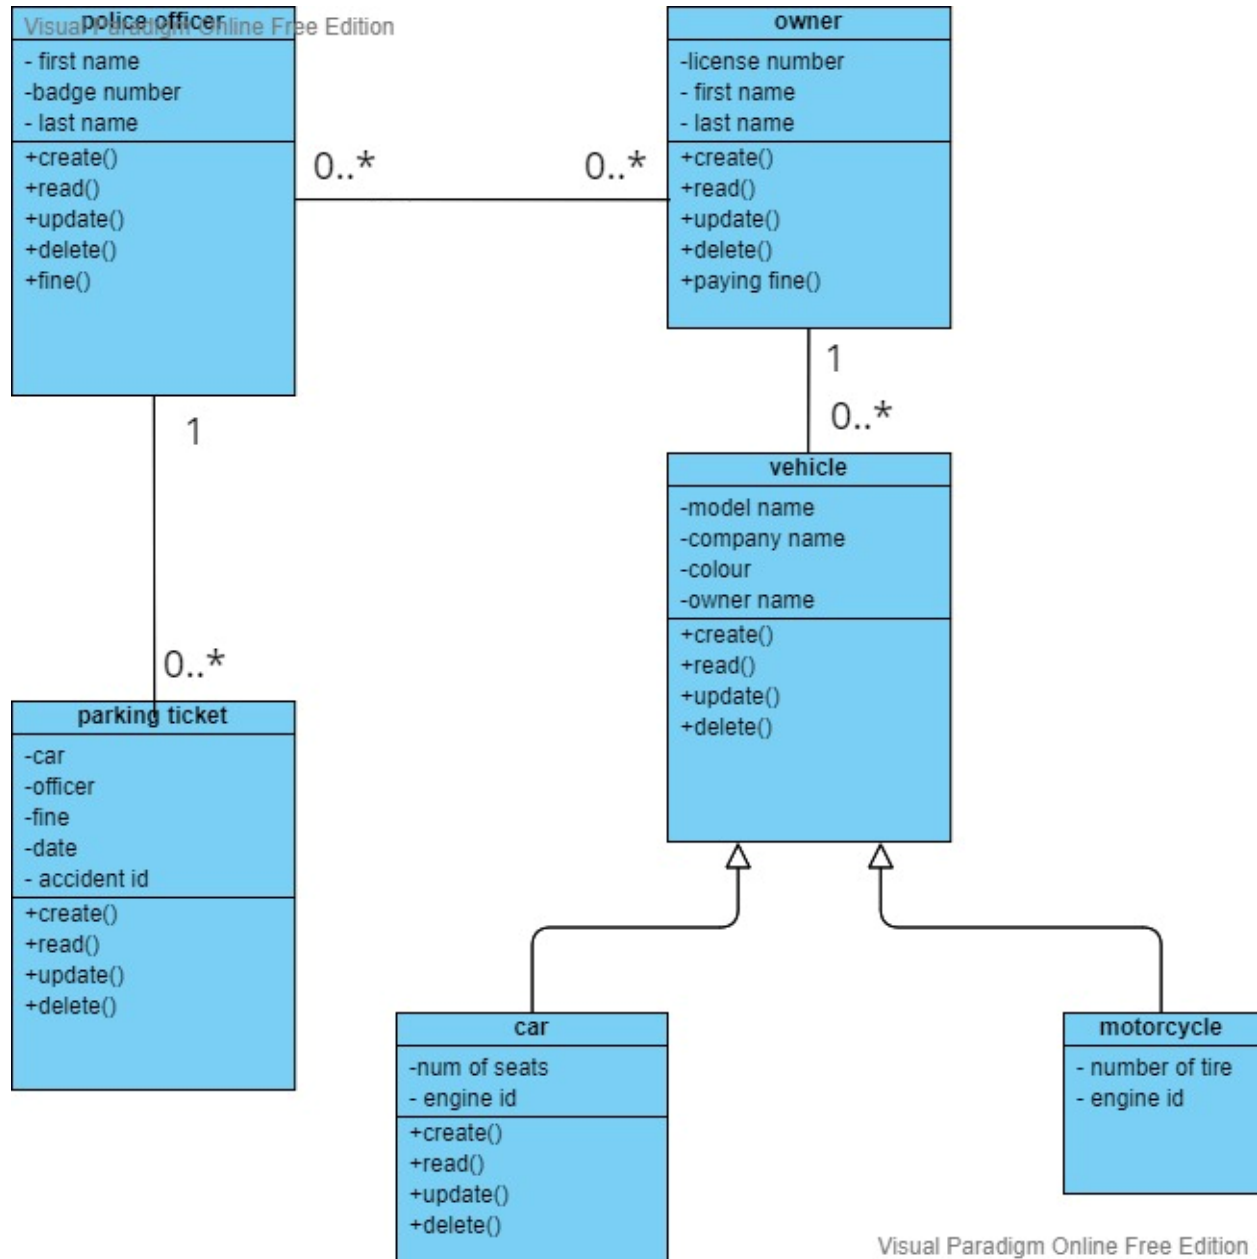 Visual Paradigm Online Free Edition
police officer
- first name
-badge number
- last name
+create()
+read()
+update()
+delete()
+fine()
owner
-license number
- first name
- last name
+create()
+read()
+update()
+delete()
+paying fine()
0..*
0..*
1
0..*
1
0..*
vehicle
-model name
-company name
-colour
-owner name
+create()
+read()
+update()
+delete()
parking ticket
-car
-officer
-fine
-date
- accident id
+create()
+read()
+update()
+delete()
car
-num of seats
- engine id
+create()
+read()
+update()
+delete()
motorcycle
- number of tire
- engine id
Visual Paradigm Online Free Edition